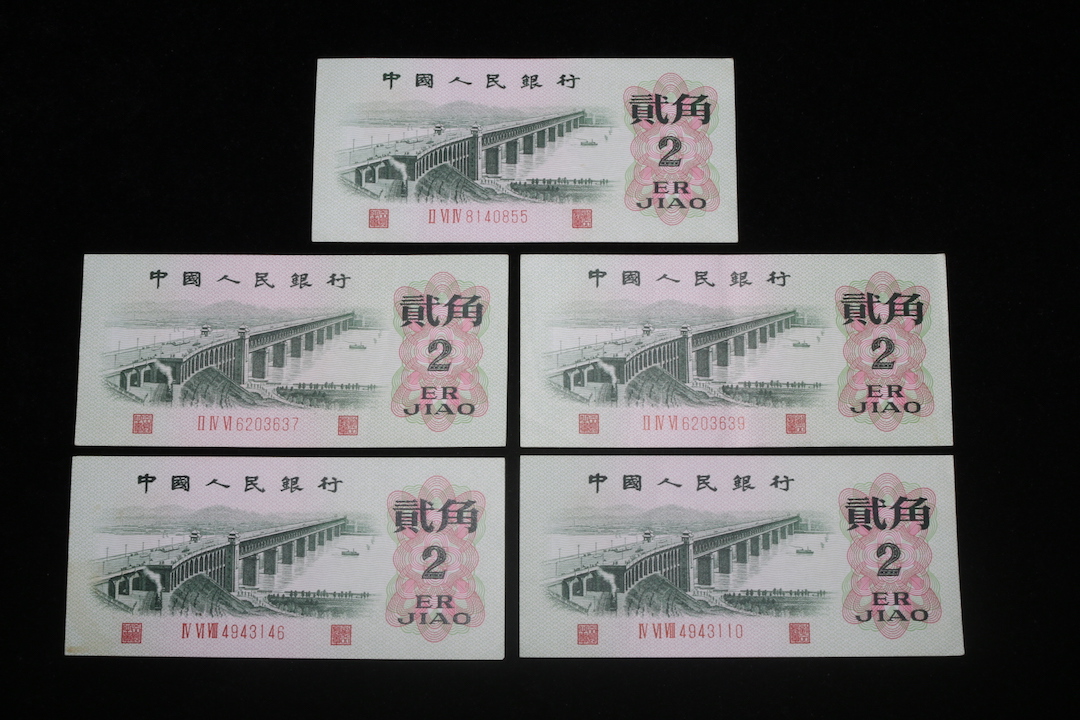 中國人民銀行
貳角
2
ER
JIAO
II VI IV 8140855
中國人民銀行
貳角
2
ER
JIAO
II IV VI 6203637
中國人民銀行
貳角
2
ER
JIAO
II IV VI 6203639
中國人民銀行
貳角
2
ER
JIAO
IV VI VIII 4943146
中國人民銀行
貳角
2
ER
JIAO
IV VI VIII 4943110